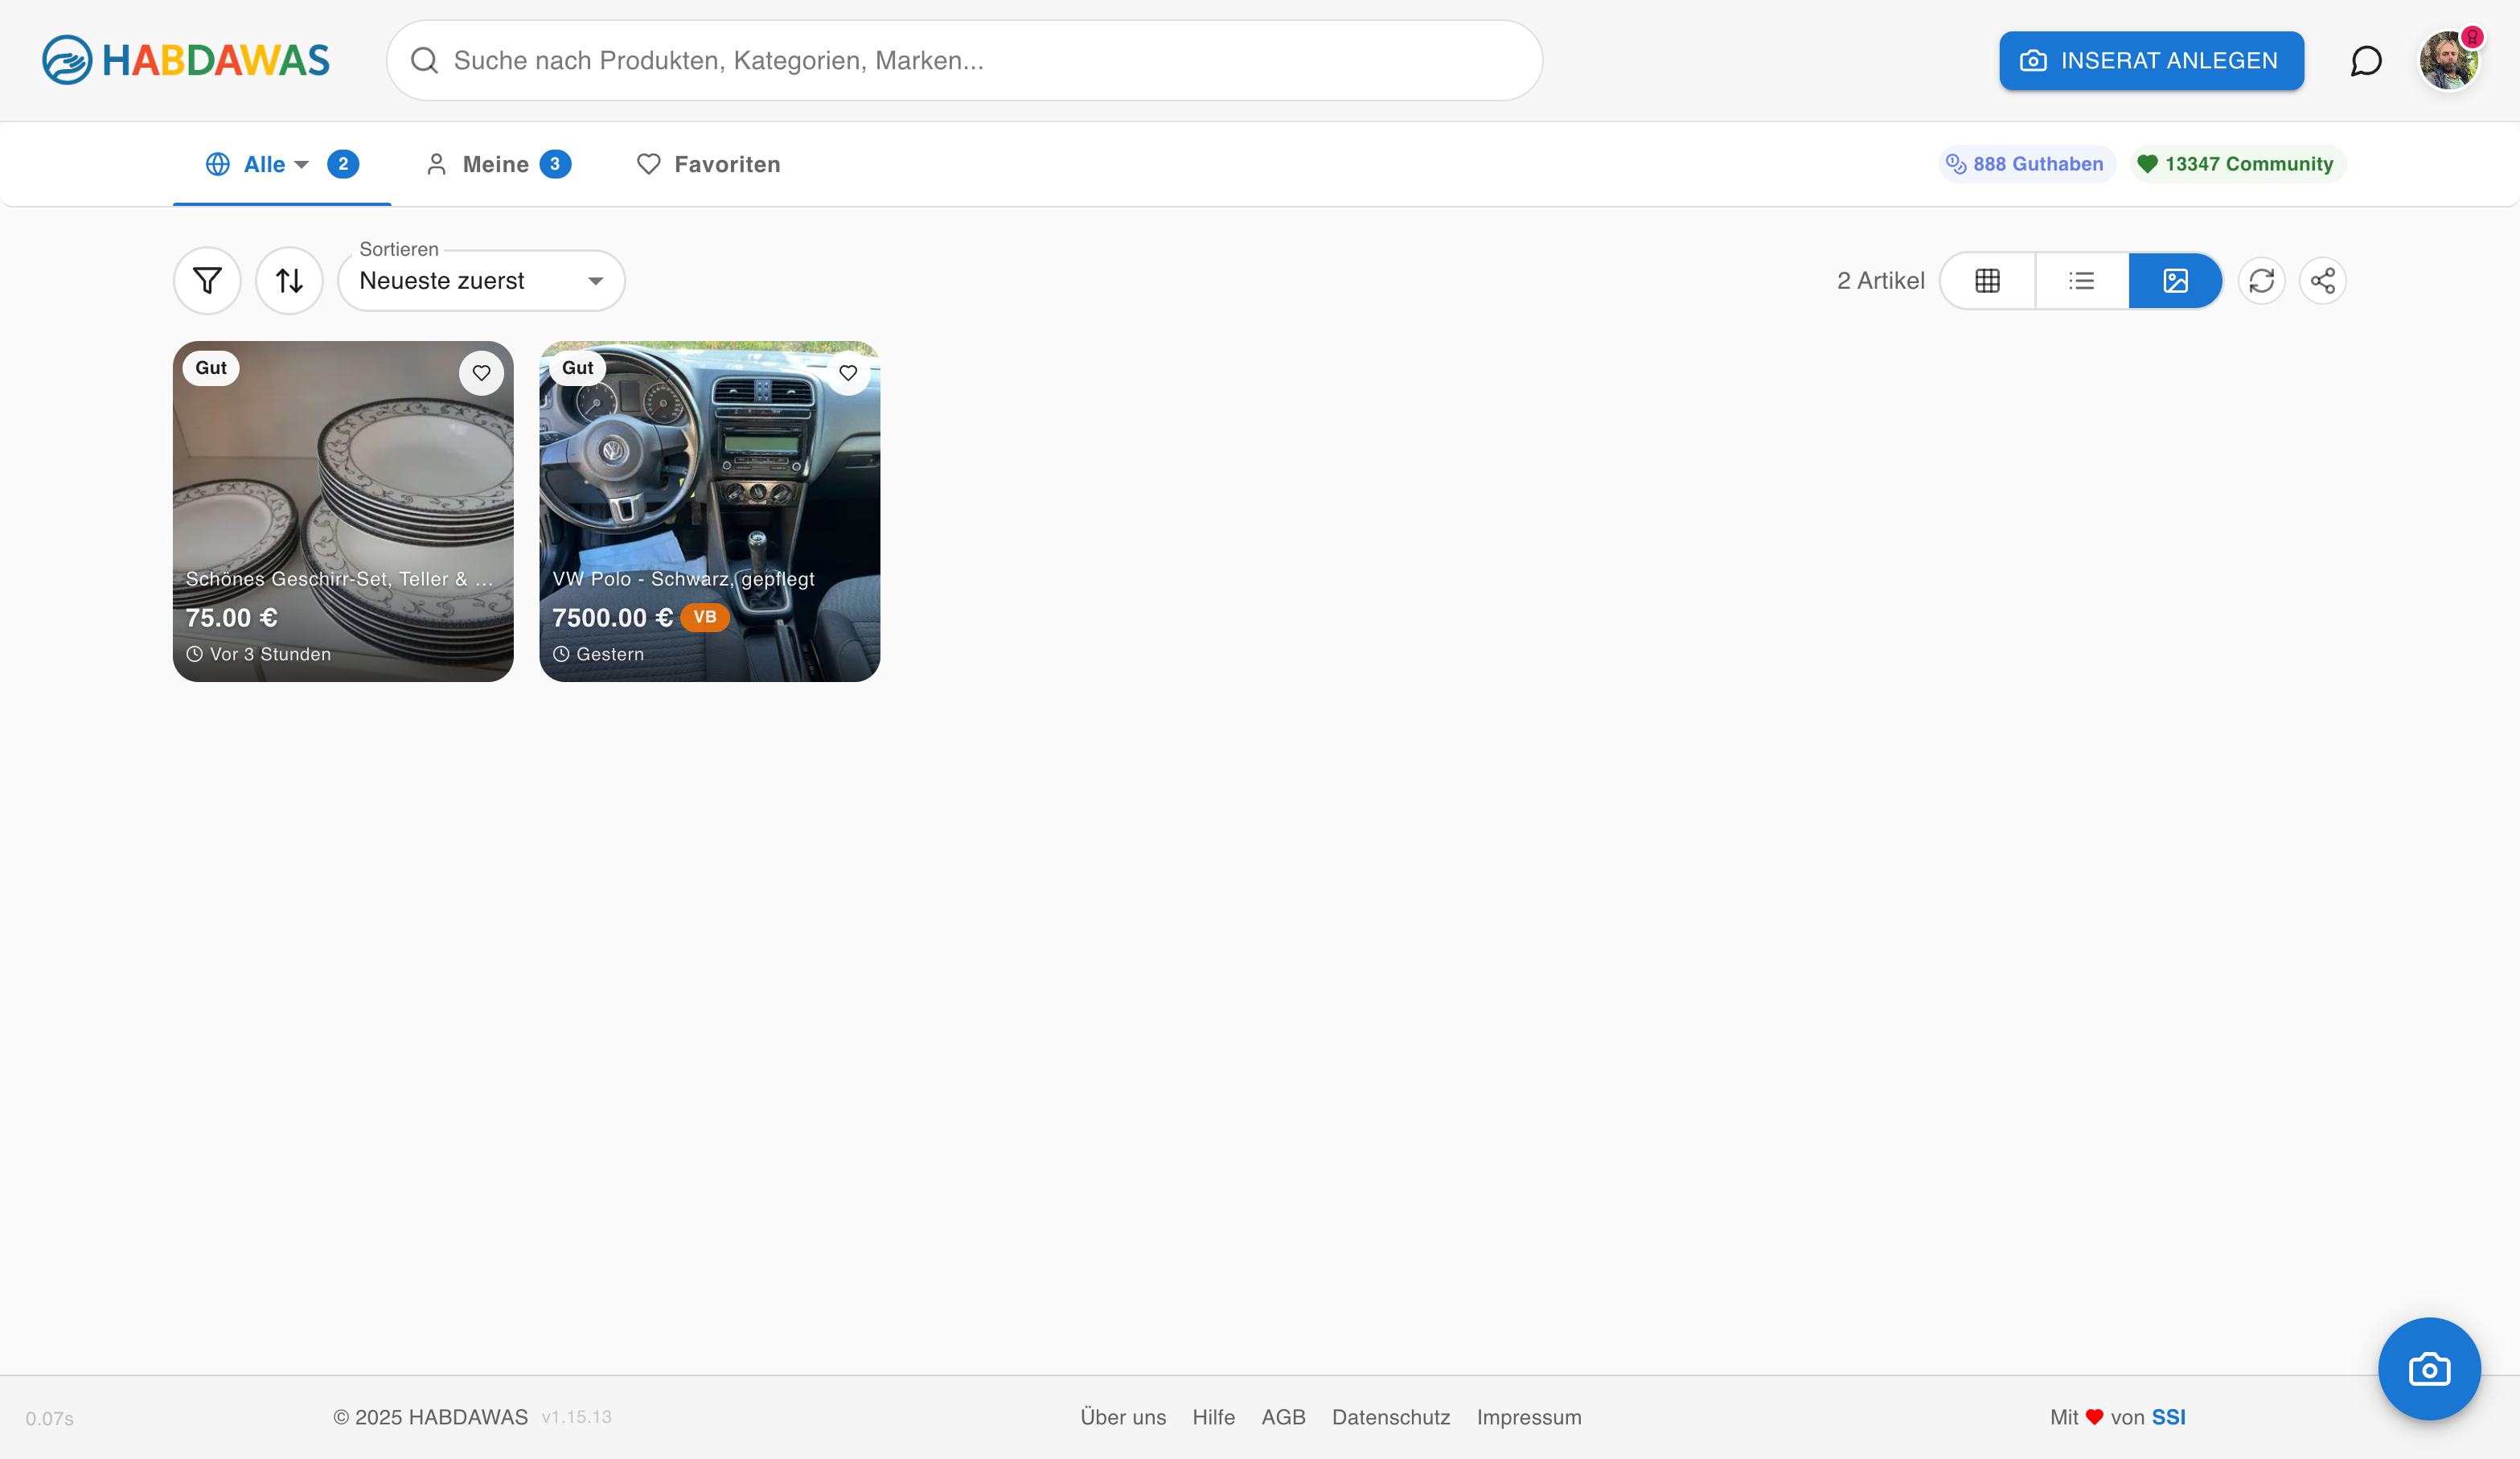 HABDAWAS
Suche nach Produkten, Kategorien, Marken...
INSERAT ANLEGEN
Alle 2
Meine 3
Favoriten
888 Guthaben
13347 Community
Sortieren
Neueste zuerst
2 Artikel
Gut
Schönes Geschirr-Set, Teller & ...
75.00 €
Vor 3 Stunden
Gut
VW Polo - Schwarz, gepflegt
7500.00 € VB
Gestern
0.07s
© 2025 HABDAWAS v1.15.13
Über uns Hilfe AGB Datenschutz Impressum
Mit ❤ von SSI